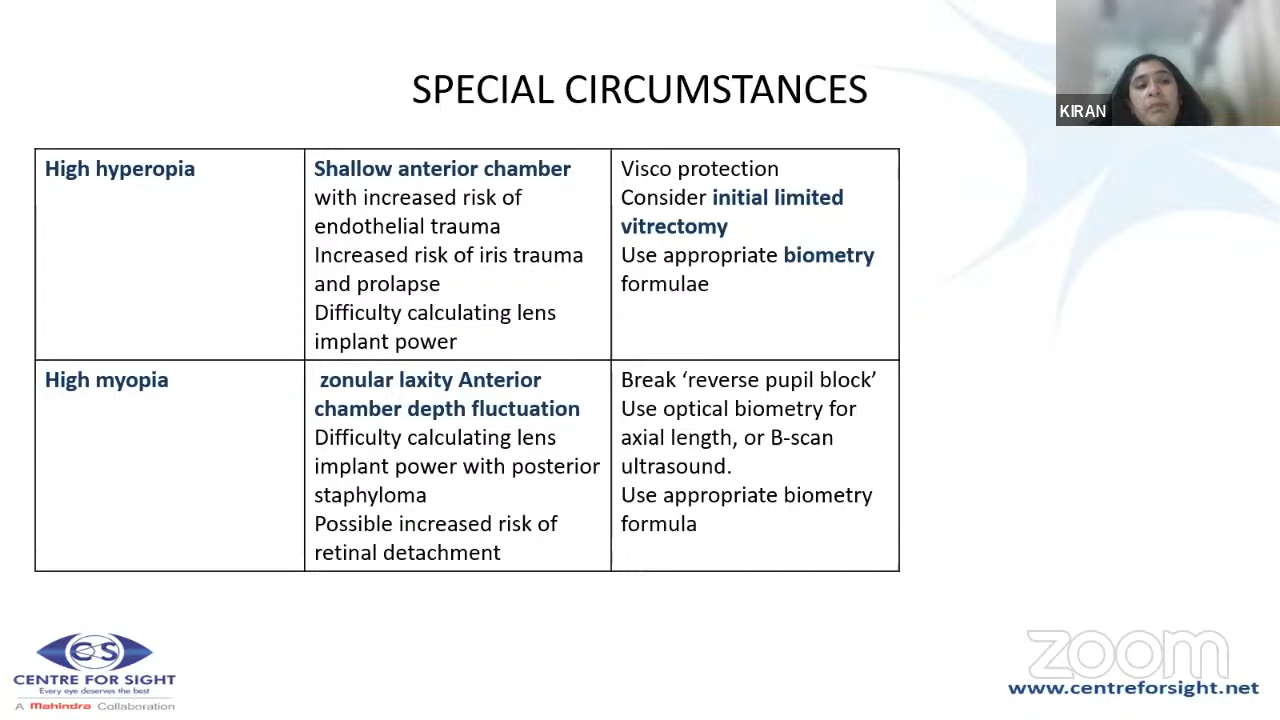 SPECIAL CIRCUMSTANCES
KIRAN
High hyperopia
Shallow anterior chamber
with increased risk of
endothelial trauma
Increased risk of iris trauma
and prolapse
Difficulty calculating lens
implant power
Visco protection
Consider initial limited
vitrectomy
Use appropriate biometry
formulae
High myopia
zonular laxity Anterior
chamber depth fluctuation
Difficulty calculating lens
implant power with posterior
staphyloma
Possible increased risk of
retinal detachment
Break ‘reverse pupil block’
Use optical biometry for
axial length, or B-scan
ultrasound.
Use appropriate biometry
formula
CS
CENTRE FOR SIGHT
Every eye deserves the best
A Mahindra Collaboration
zoom
www.centreforsight.net